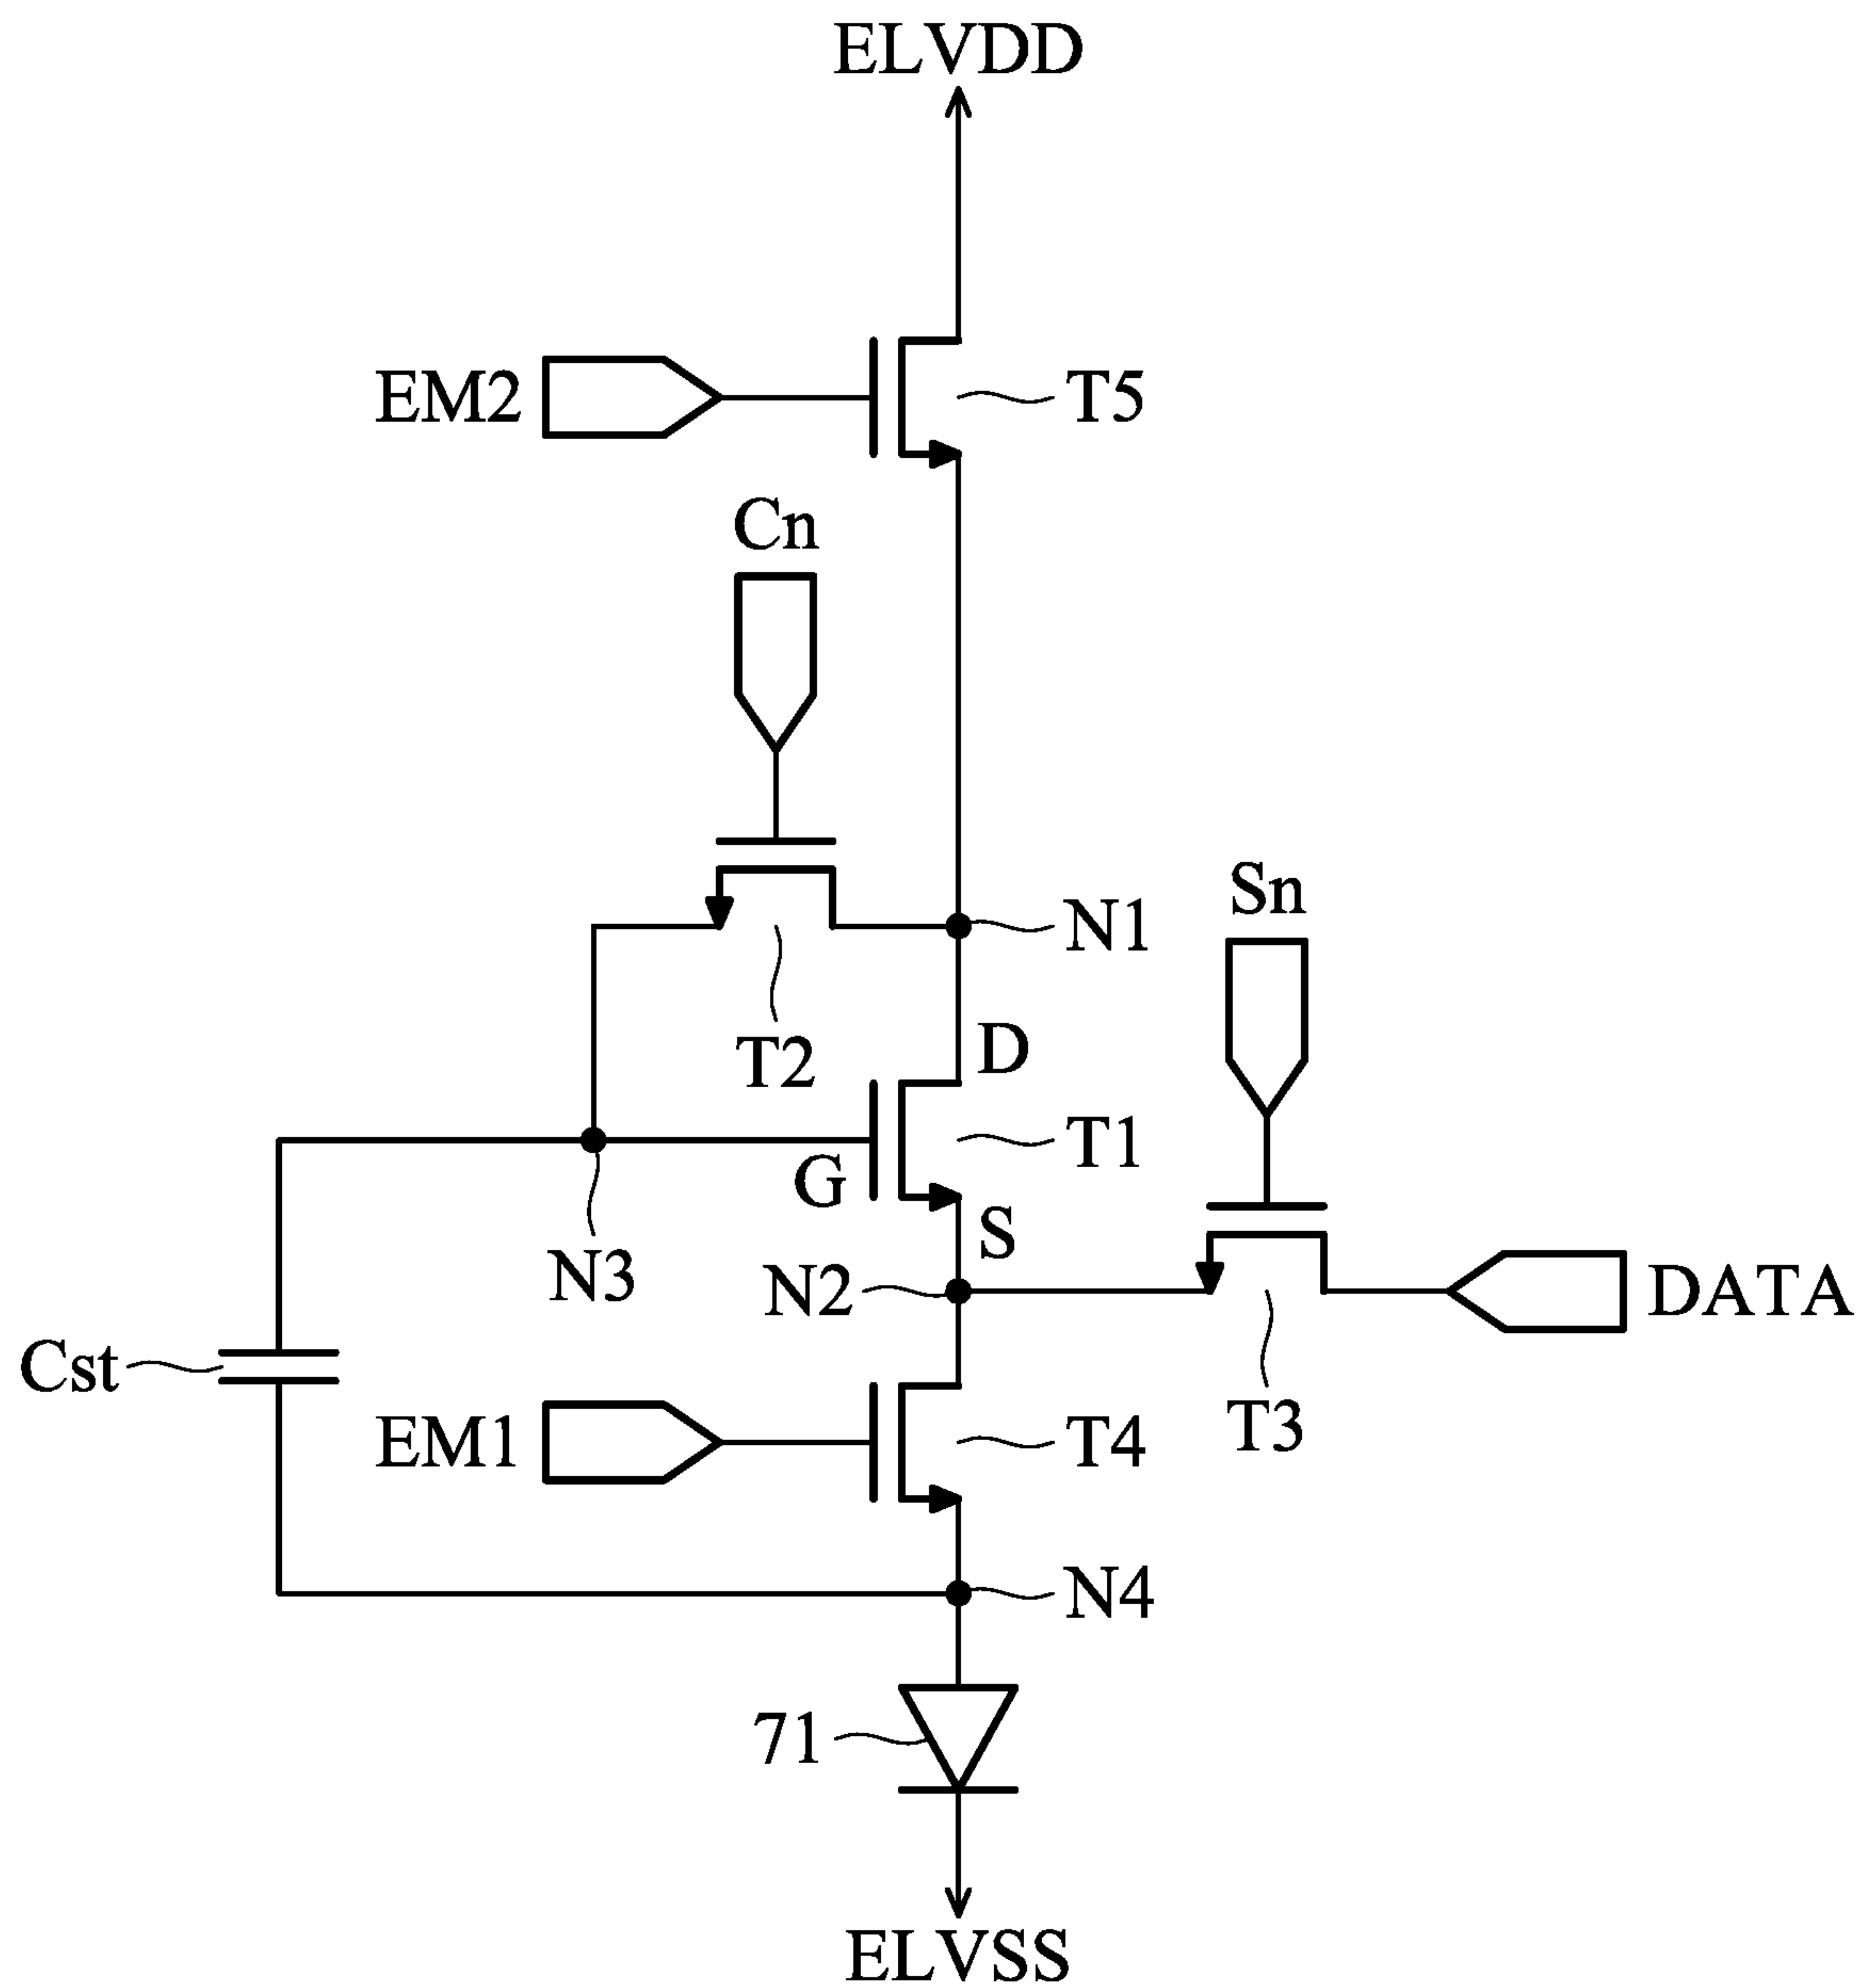 ELVDD
EM2
T5
Cn
Sn
N1
T2
D
T1
G
S
N3
N2
DATA
Cst
EM1
T4
T3
N4
71
ELVSS